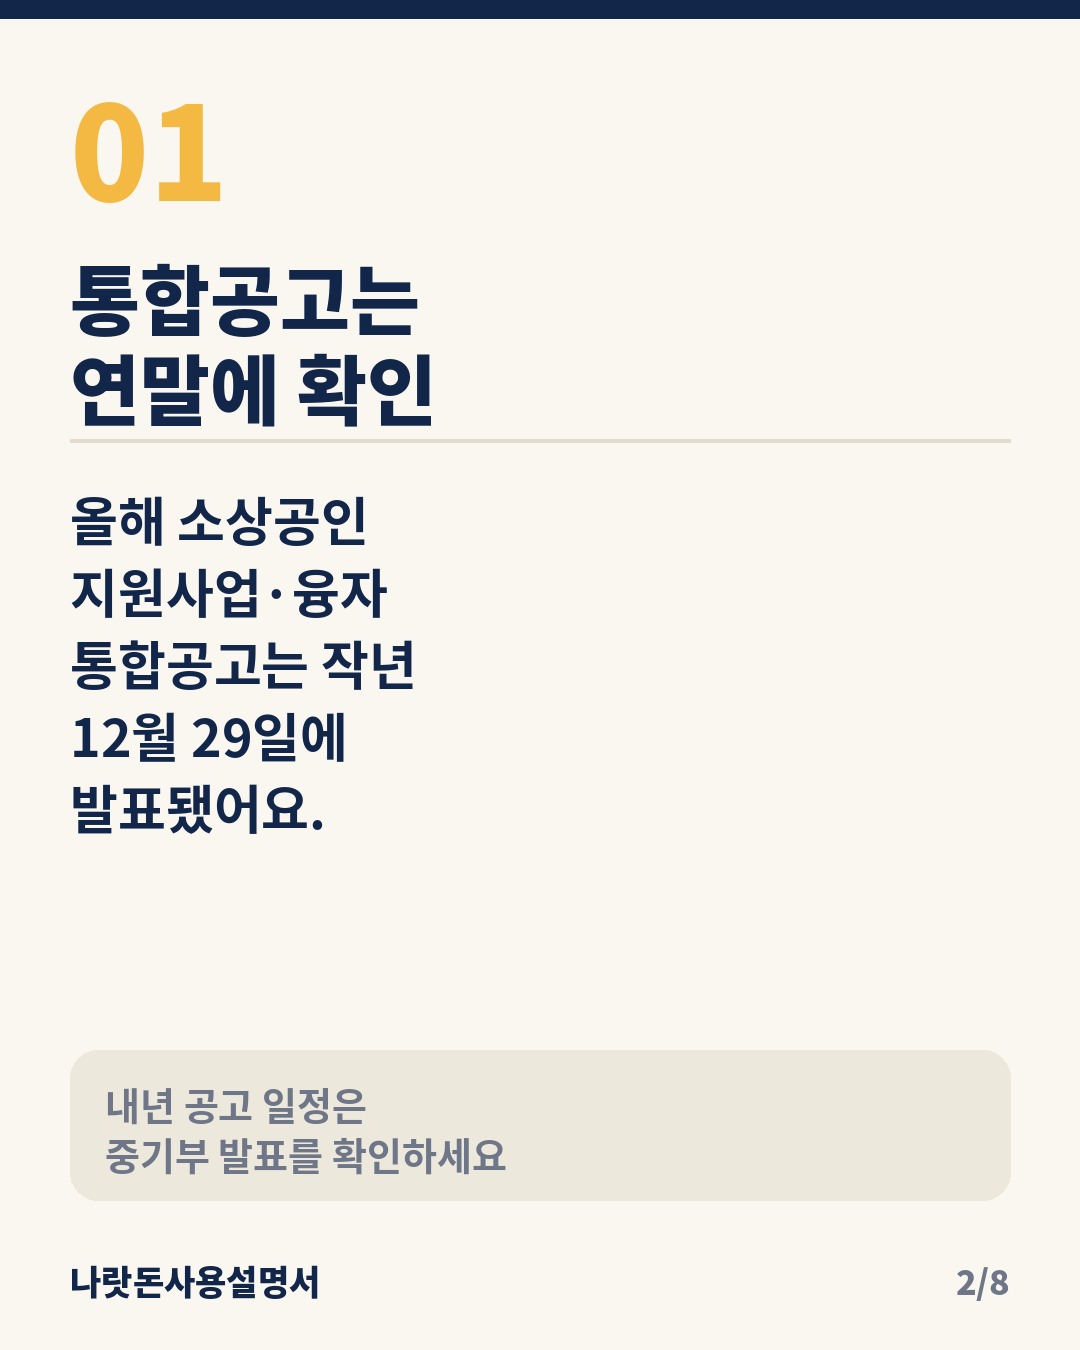 01
통합공고는
연말에 확인
올해 소상공인
지원사업·융자
통합공고는 작년
12월 29일에
발표됐어요.
내년 공고 일정은
중기부 발표를 확인하세요
나랏돈사용설명서
2/8